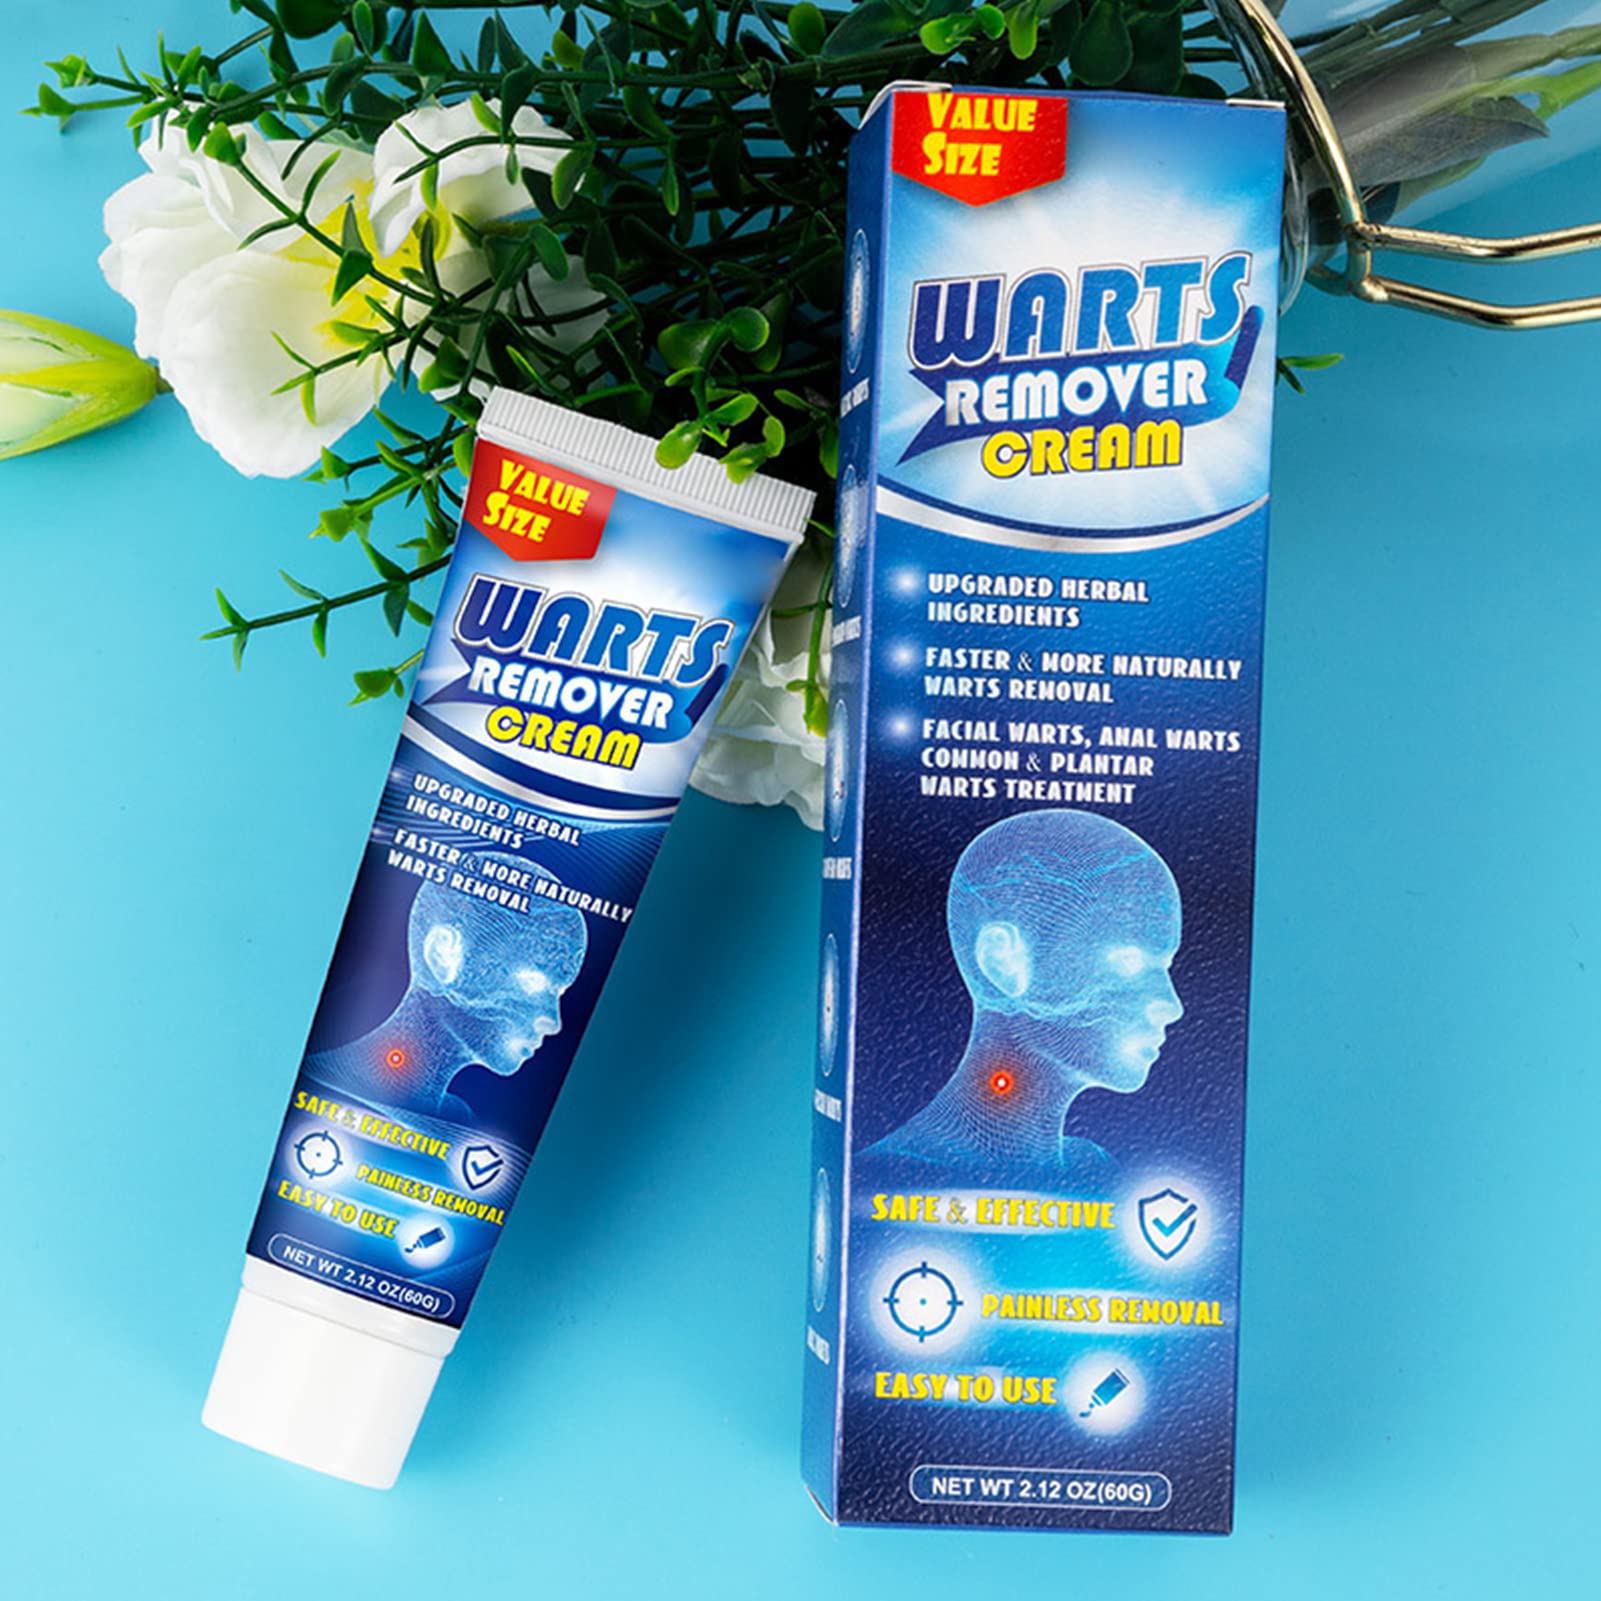 VALUE
SIZE
WARTS
REMOVER
CREAM
UPGRADED HERBAL
INGREDIENTS
FASTER & MORE NATURALLY
WARTS REMOVAL
SAFE & EFFECTIVE
PAINLESS REMOVAL
EASY TO USE
NET WT 2.12 OZ(60G)
VALUE
SIZE
WARTS
REMOVER
CREAM
UPGRADED HERBAL
INGREDIENTS
FASTER & MORE NATURALLY
WARTS REMOVAL
FACIAL WARTS, ANAL WARTS
COMMON & PLANTAR
WARTS TREATMENT
SAFE & EFFECTIVE
PAINLESS REMOVAL
EASY TO USE
NET WT 2.12 OZ(60G)